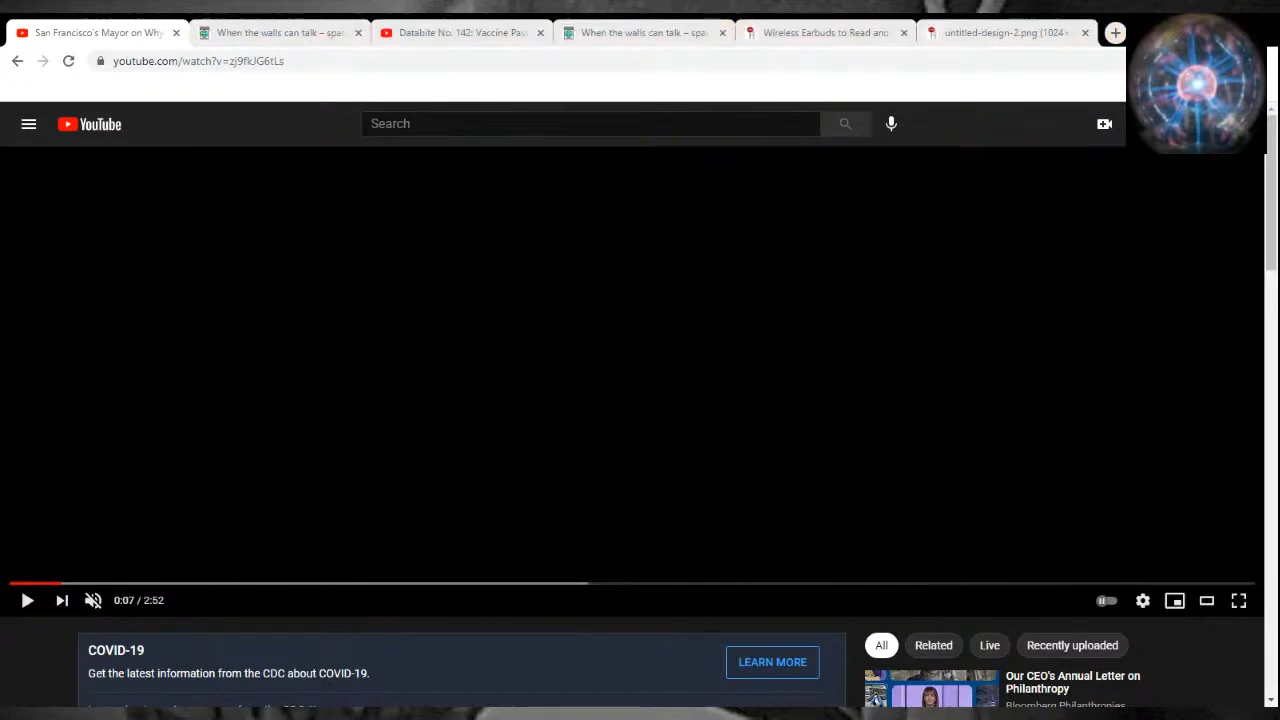 San Francisco's Mayor on Why
When the walls can talk – spac
Databite No. 142: Vaccine Pas
When the walls can talk – spac
Wireless Earbuds to Read and
untitled-design-2.png (1024×
youtube.com/watch?v=zj9fkJG6tLs
YouTube
Search
0:07 / 2:52
COVID-19
Get the latest information from the CDC about COVID-19.
LEARN MORE
All
Related
Live
Recently uploaded
Our CEO's Annual Letter on
Philanthropy
Bloomberg Philanthropies